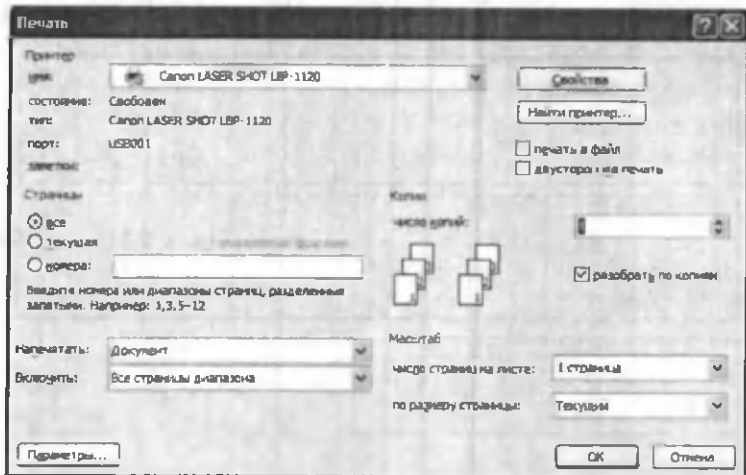 Печать
Принтер
имя:
Canon LASER SHOT LBP-1120
Свойства
состояние: Свободен
тип: Canon LASER SHOT LBP-1120
Найти принтер...
порт: USB001
печать в файл
заметки:
двусторонняя печать
Страницы
Копии
все
число копий:
текущая
номера:
разобрать по копиям
Введите номера или диапазоны страниц, разделенные
запятыми. Например: 1,3,5-12
Масштаб
Напечатать: Документ
число страниц на листе: 1 страница
Включить: Все страницы диапазона
по размеру страницы: Текущий
Параметры...
ОК
Отмена